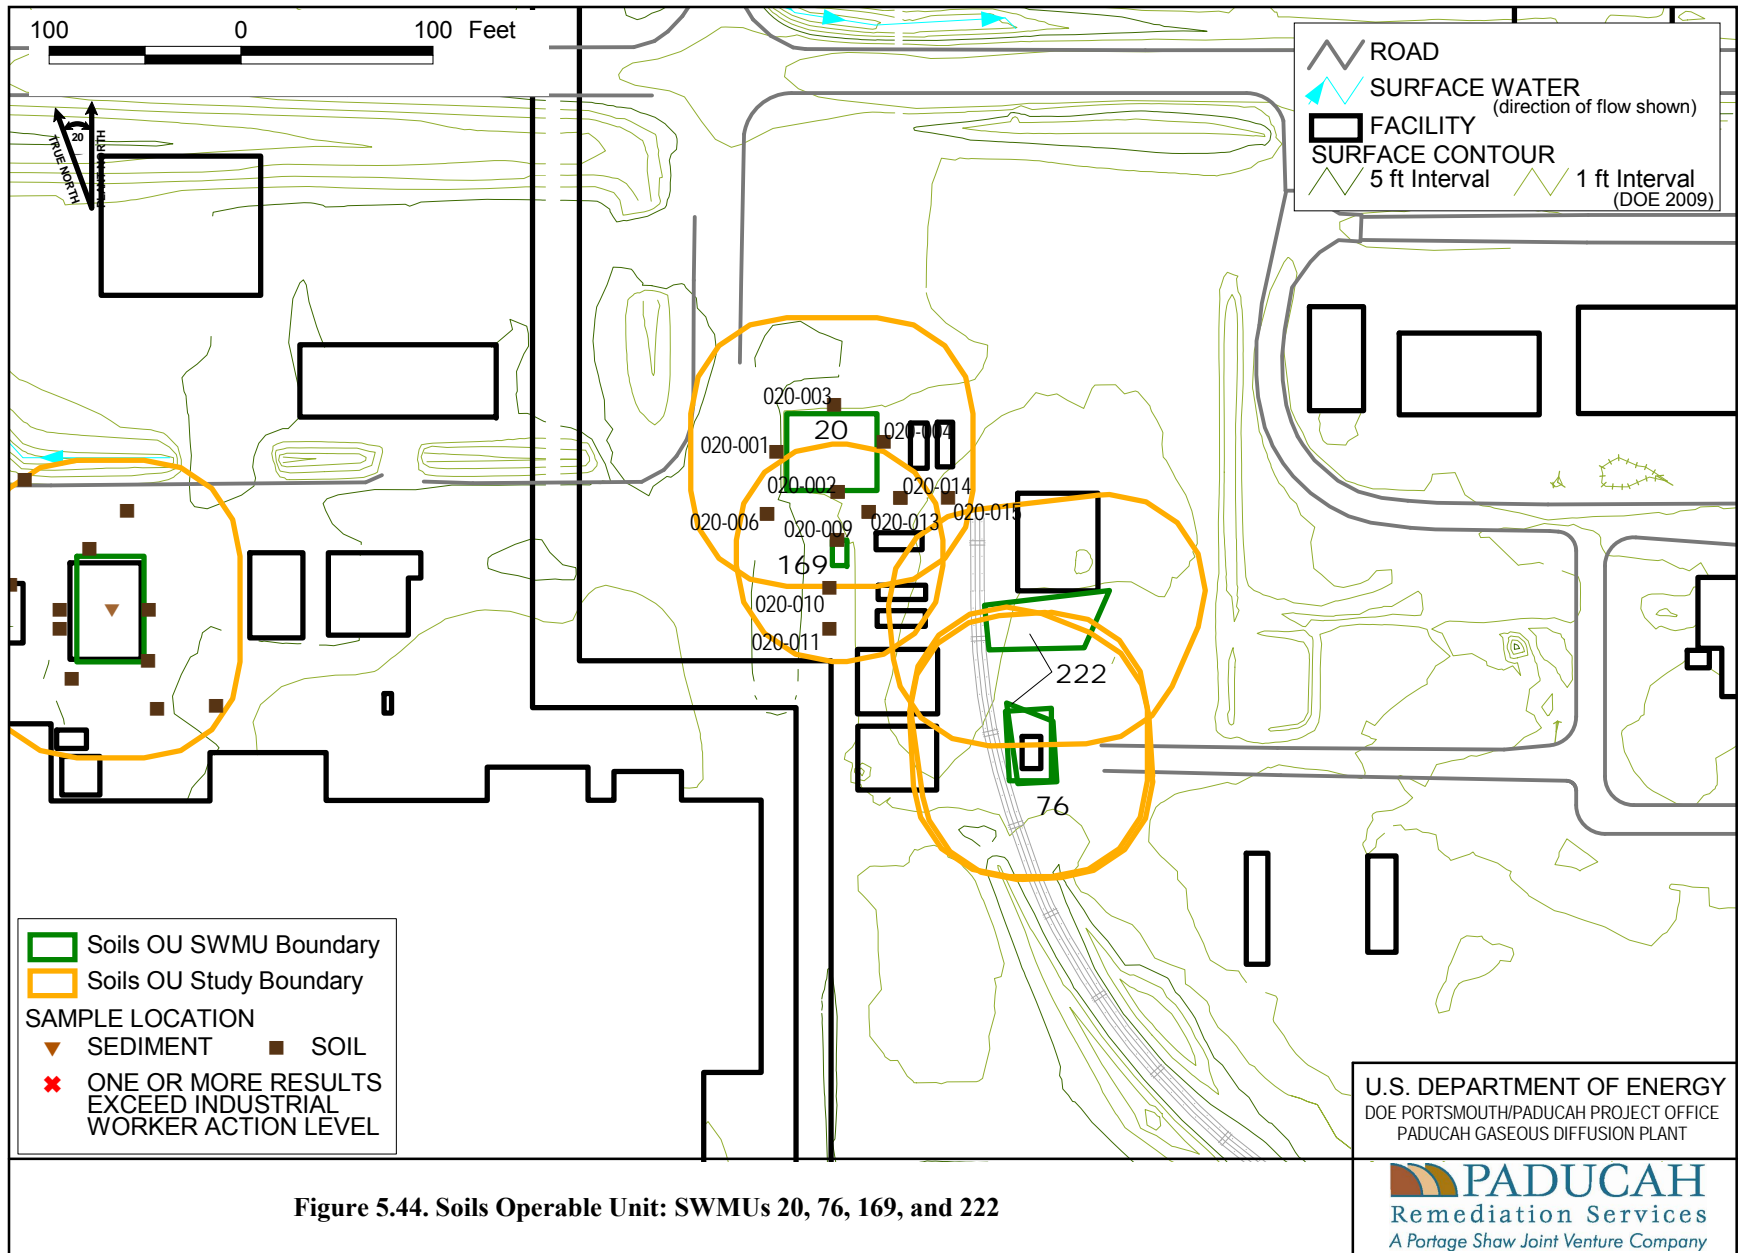 100 0 100 Feet
ROAD
SURFACE WATER
(direction of flow shown)
FACILITY
SURFACE CONTOUR
5 ft Interval 1 ft Interval
(DOE 2009)
20
TRUE NORTH
PLANT NORTH
020-003
20
020-001
020-004
020-002
020-014
020-006
020-009
020-013
020-015
169
020-010
020-011
222
76
Soils OU SWMU Boundary
Soils OU Study Boundary
SAMPLE LOCATION
SEDIMENT SOIL
ONE OR MORE RESULTS
EXCEED INDUSTRIAL
WORKER ACTION LEVEL
U.S. DEPARTMENT OF ENERGY
DOE PORTSMOUTH/PADUCAH PROJECT OFFICE
PADUCAH GASEOUS DIFFUSION PLANT
Figure 5.44. Soils Operable Unit: SWMUs 20, 76, 169, and 222
PADUCAH
Remediation Services
A Portage Shaw Joint Venture Company